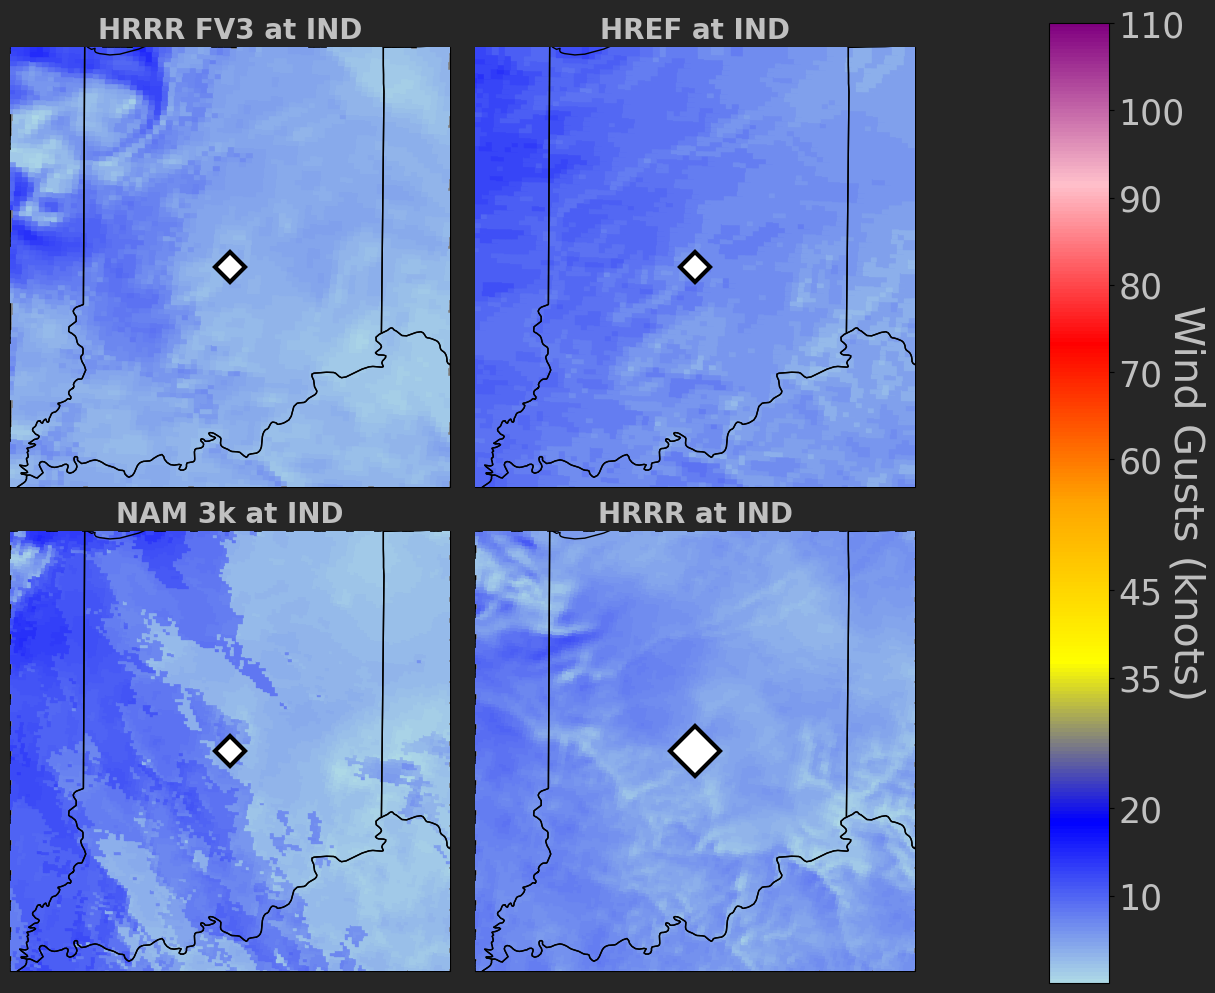 HRRR FV3 at IND
HREF at IND
NAM 3k at IND
HRRR at IND
110
100
90
80
70
60
45
35
20
10
Wind Gusts (knots)